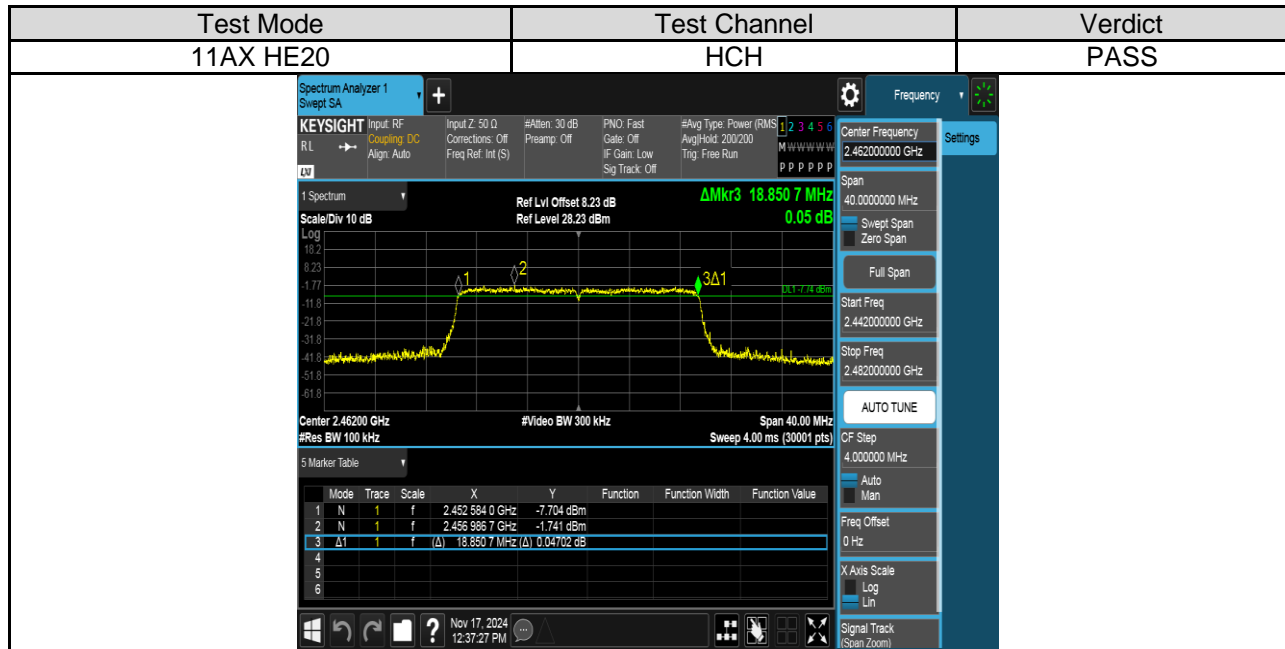 Test Mode Test Channel Verdict
11AX HE20 HCH PASS
Spectrum Analyzer 1
Swept SA
+
Frequency
KEYSIGHT
RL
LXI
Input: RF
Coupling: DC
Align: Auto
Input Z: 50 Ω
Corrections: Off
Freq Ref: Int (S)
#Atten: 30 dB
Preamp: Off
PNO: Fast
Gate: Off
IF Gain: Low
Sig Track: Off
#Avg Type: Power (RMS
Avg|Hold: 200/200
Trig: Free Run
1 2 3 4 5 6
M W W W W W
P P P P P P
Center Frequency
2.462000000 GHz
Settings
Span
40.0000000 MHz
Swept Span
Zero Span
Full Span
Start Freq
2.442000000 GHz
Stop Freq
2.482000000 GHz
AUTO TUNE
CF Step
4.000000 MHz
Auto
Man
Freq Offset
0 Hz
X Axis Scale
Log
Lin
Signal Track
(Span Zoom)
1 Spectrum
Scale/Div 10 dB
Ref Lvl Offset 8.23 dB
Ref Level 28.23 dBm
ΔMkr3 18.850 7 MHz
0.05 dB
Log
18.2
8.23
-1.77
-11.8
-21.8
-31.8
-41.8
-51.8
-61.8
1
2
3Δ1
DL1 -7.74 dBm
Center 2.46200 GHz #Video BW 300 kHz Span 40.00 MHz
#Res BW 100 kHz Sweep 4.00 ms (30001 pts)
5 Marker Table
Mode Trace Scale X Y Function Function Width Function Value
1 N 1 f 2.452 584 0 GHz -7.704 dBm
2 N 1 f 2.456 986 7 GHz -1.741 dBm
3 Δ1 1 f (Δ) 18.850 7 MHz (Δ) 0.04702 dB
4
5
6
?
Nov 17, 2024
12:37:27 PM